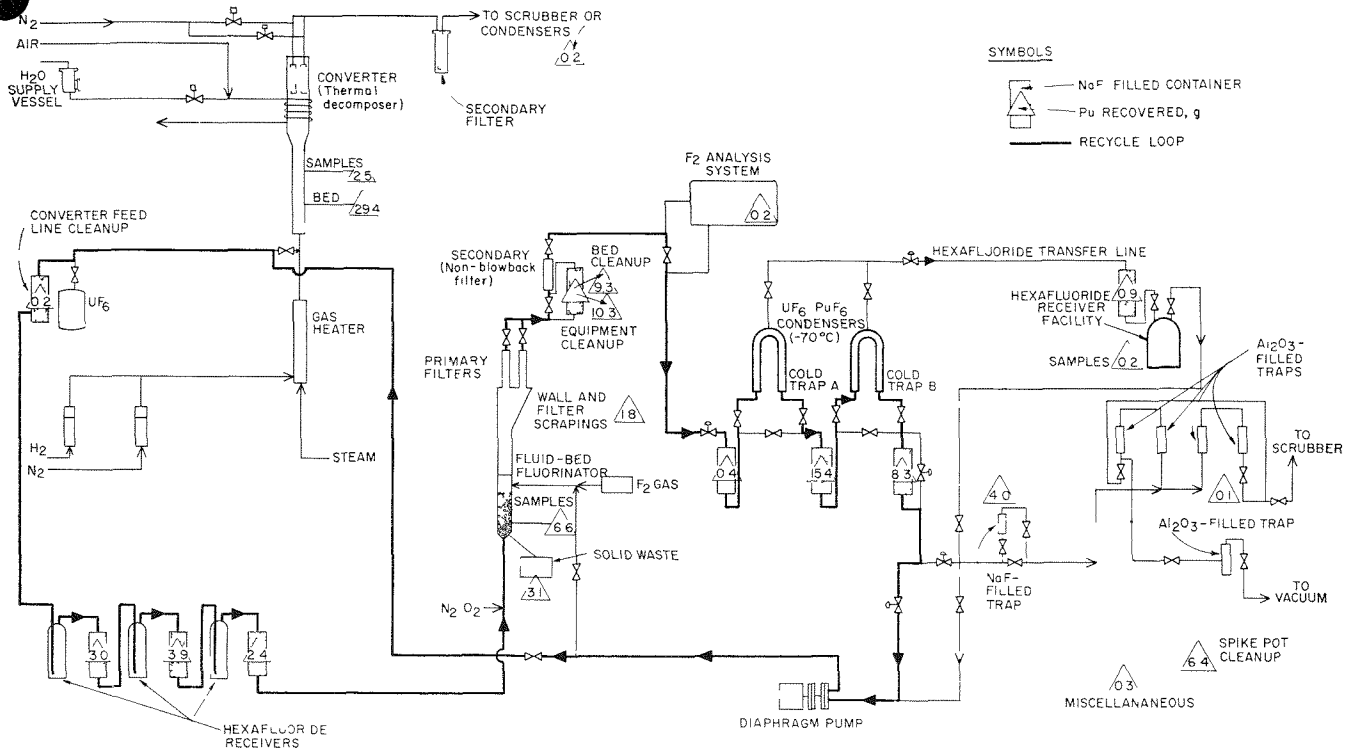 N2
AIR
H2O
SUPPLY
VESSEL
CONVERTER
(Thermal
decomposer)
TO SCRUBBER OR
CONDENSERS
0.2
SECONDARY
FILTER
SAMPLES
2.5
BED
29.4
SYMBOLS
NaF FILLED CONTAINER
Pu RECOVERED, g
RECYCLE LOOP
F2 ANALYSIS
SYSTEM
0.2
CONVERTER FEED
LINE CLEANUP
0.2
UF6
GAS
HEATER
H2
N2
STEAM
SECONDARY
(Non-blowback
filter)
BED
CLEANUP
9.3
10.3
EQUIPMENT
CLEANUP
PRIMARY
FILTERS
WALL AND
FILTER
SCRAPINGS
1.8
FLUID-BED
FLUORINATOR
F2 GAS
SAMPLES
6.6
SOLID WASTE
3.1
N2 O2
UF6 PuF6
CONDENSERS
(-70°C)
COLD
TRAP A
COLD
TRAP B
0.4
15.4
8.3
HEXAFLJORIDE TRANSFER LINE
HEXAFLUORIDE
RECEIVER
FACILITY
0.9
SAMPLES
0.2
Al2O3-
FILLED
TRAPS
TO
SCRUBBER
0.1
Al2O3-FILLED TRAP
TO
VACUUM
4.0
NaF-
FILLED
TRAP
3.0
3.9
2.4
HEXAFLUOR DE
RECEIVERS
DIAPHRAGM PUMP
0.3
MISCELLANANEOUS
6.4
SPIKE POT
CLEANUP